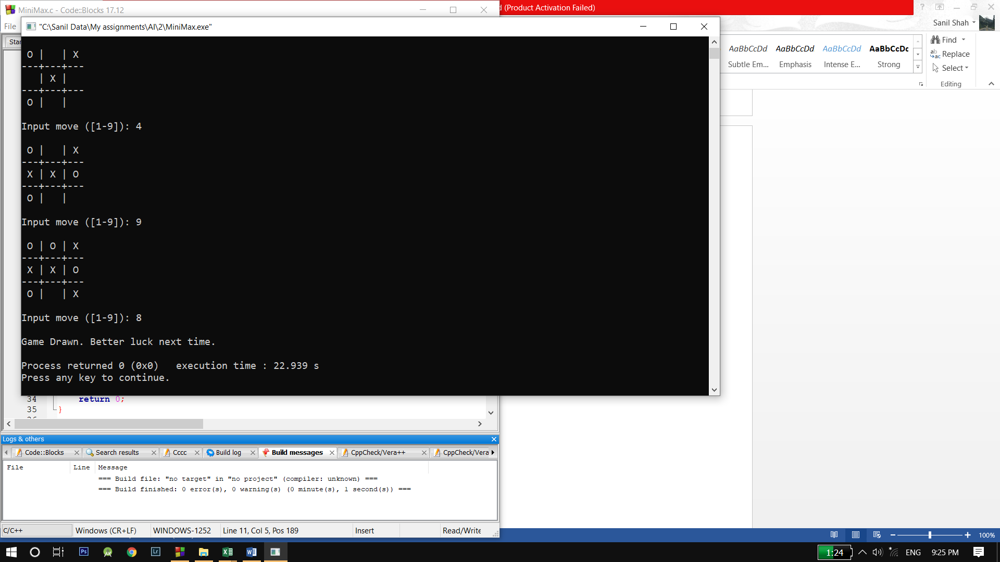 MiniMax.c - Code::Blocks 17.12
d (Product Activation Failed)
File
"C:\Sanil Data\My assignments\AI\2\MiniMax.exe"
Sanil Shah
Star
O |   | X
---+---+---
  | X |
---+---+---
O |   |
Input move ([1-9]): 4
O |   | X
---+---+---
X | X | O
---+---+---
O |   |
Input move ([1-9]): 9
O | O | X
---+---+---
X | X | O
---+---+---
O |   | X
Input move ([1-9]): 8
Game Drawn. Better luck next time.
Process returned 0 (0x0)   execution time : 22.939 s
Press any key to continue.
AaBbCcDd AaBbCcDd AaBbCcDd AaBbCcDc
Subtle Em... Emphasis Intense E... Strong
Find
Replace
Select
Editing
34 return 0;
35 }
Logs & others
Code::Blocks Search results Cccc Build log Build messages CppCheck/Vera++ CppCheck/Vera
File Line Message
=== Build file: "no target" in "no project" (compiler: unknown) ===
=== Build finished: 0 error(s), 0 warning(s) (0 minute(s), 1 second(s)) ===
C/C++ Windows (CR+LF) WINDOWS-1252 Line 11, Col 5, Pos 189 Insert Read/Write
100%
Ps Lr 1:24 ENG 9:25 PM